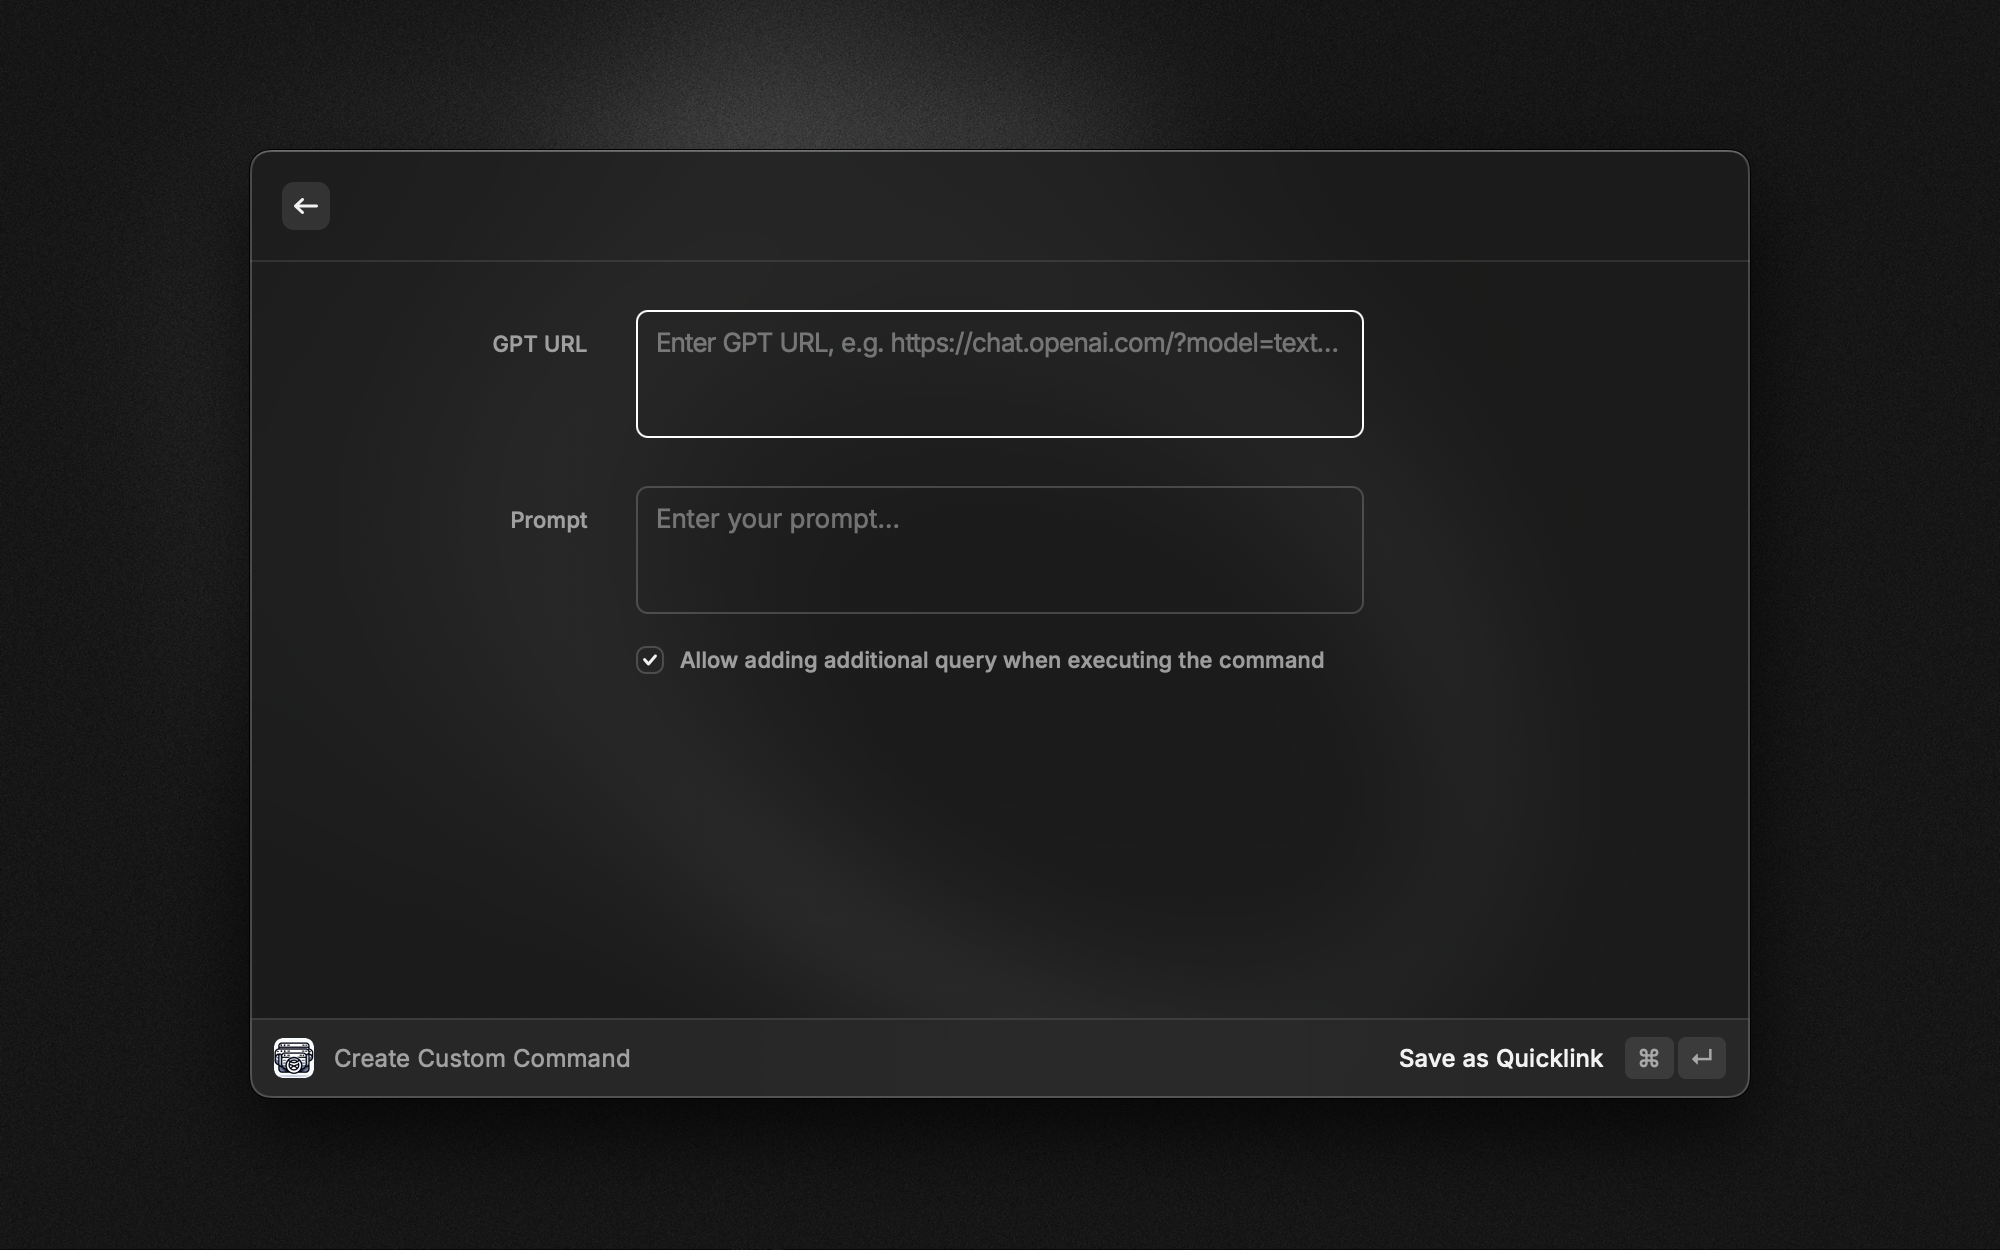 GPT URL
Enter GPT URL, e.g. https://chat.openai.com/?model=text...
Prompt
Enter your prompt...
Allow adding additional query when executing the command
Create Custom Command
Save as Quicklink ⌘ ↵